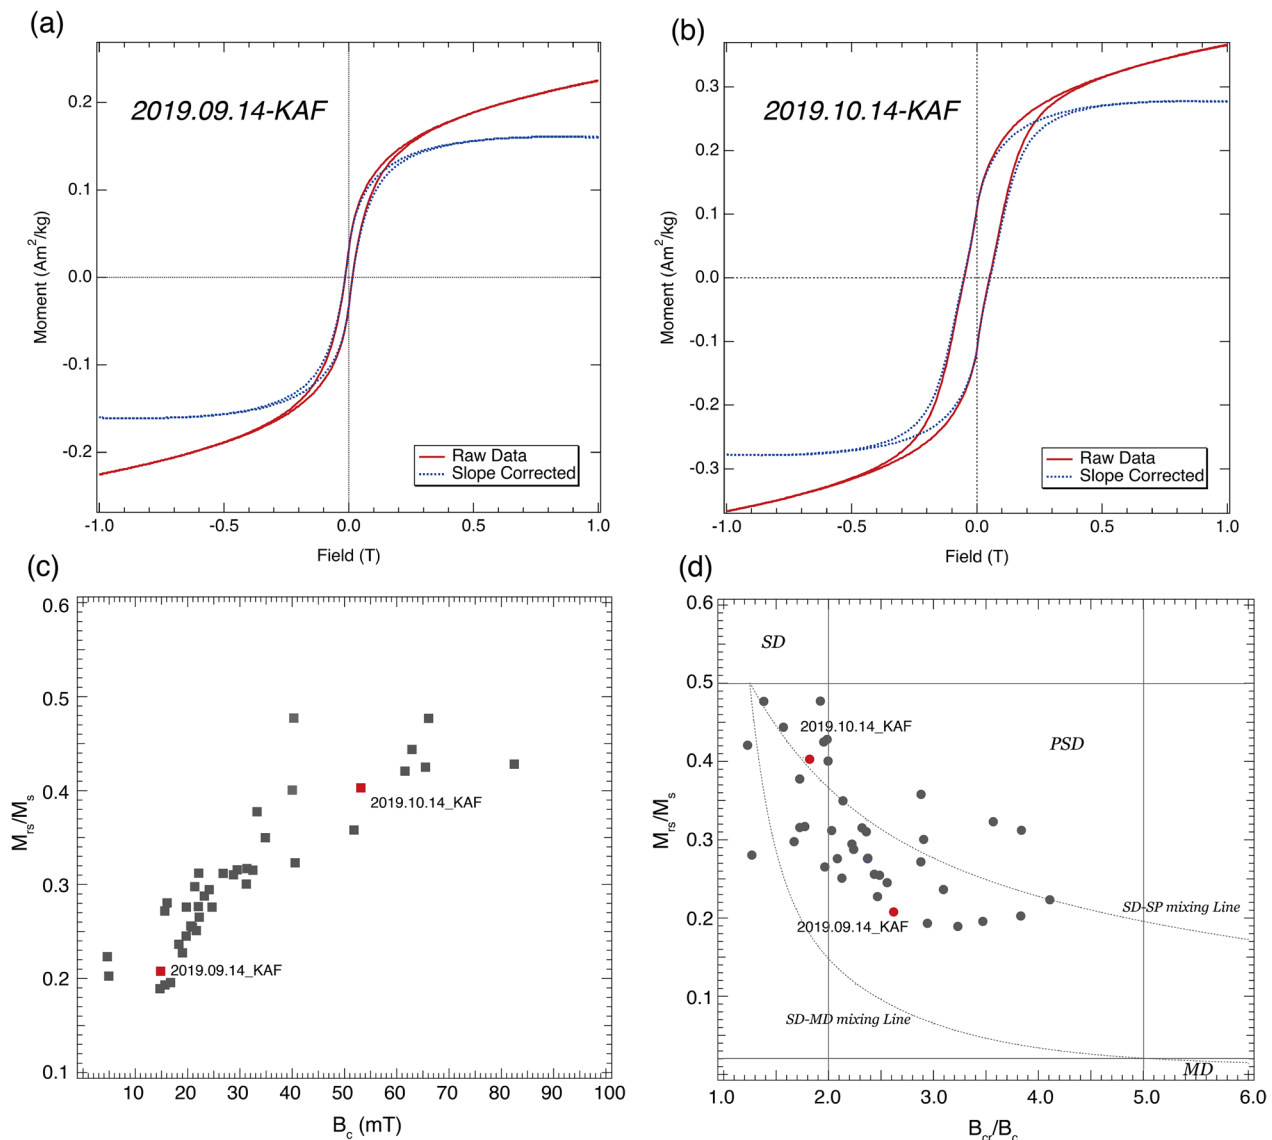 (a)
2019.09.14-KAF
Moment (Am²/kg)
0.2
0.1
0.0
-0.1
-0.2
Raw Data
Slope Corrected
-1.0 -0.5 0.0 0.5 1.0
Field (T)
(b)
2019.10.14-KAF
Moment (Am²/kg)
0.3
0.2
0.1
0.0
-0.1
-0.2
-0.3
Raw Data
Slope Corrected
-1.0 -0.5 0.0 0.5 1.0
Field (T)
(c)
Mrs/Ms
0.6
0.5
0.4
0.3
0.2
0.1
2019.10.14_KAF
2019.09.14_KAF
0 10 20 30 40 50 60 70 80 90 100
Bc (mT)
(d)
Mrs/Ms
0.6
0.5
0.4
0.3
0.2
0.1
SD
PSD
MD
2019.10.14_KAF
2019.09.14_KAF
SD-SP mixing Line
SD-MD mixing Line
1.0 2.0 3.0 4.0 5.0 6.0
Bcr/Bc